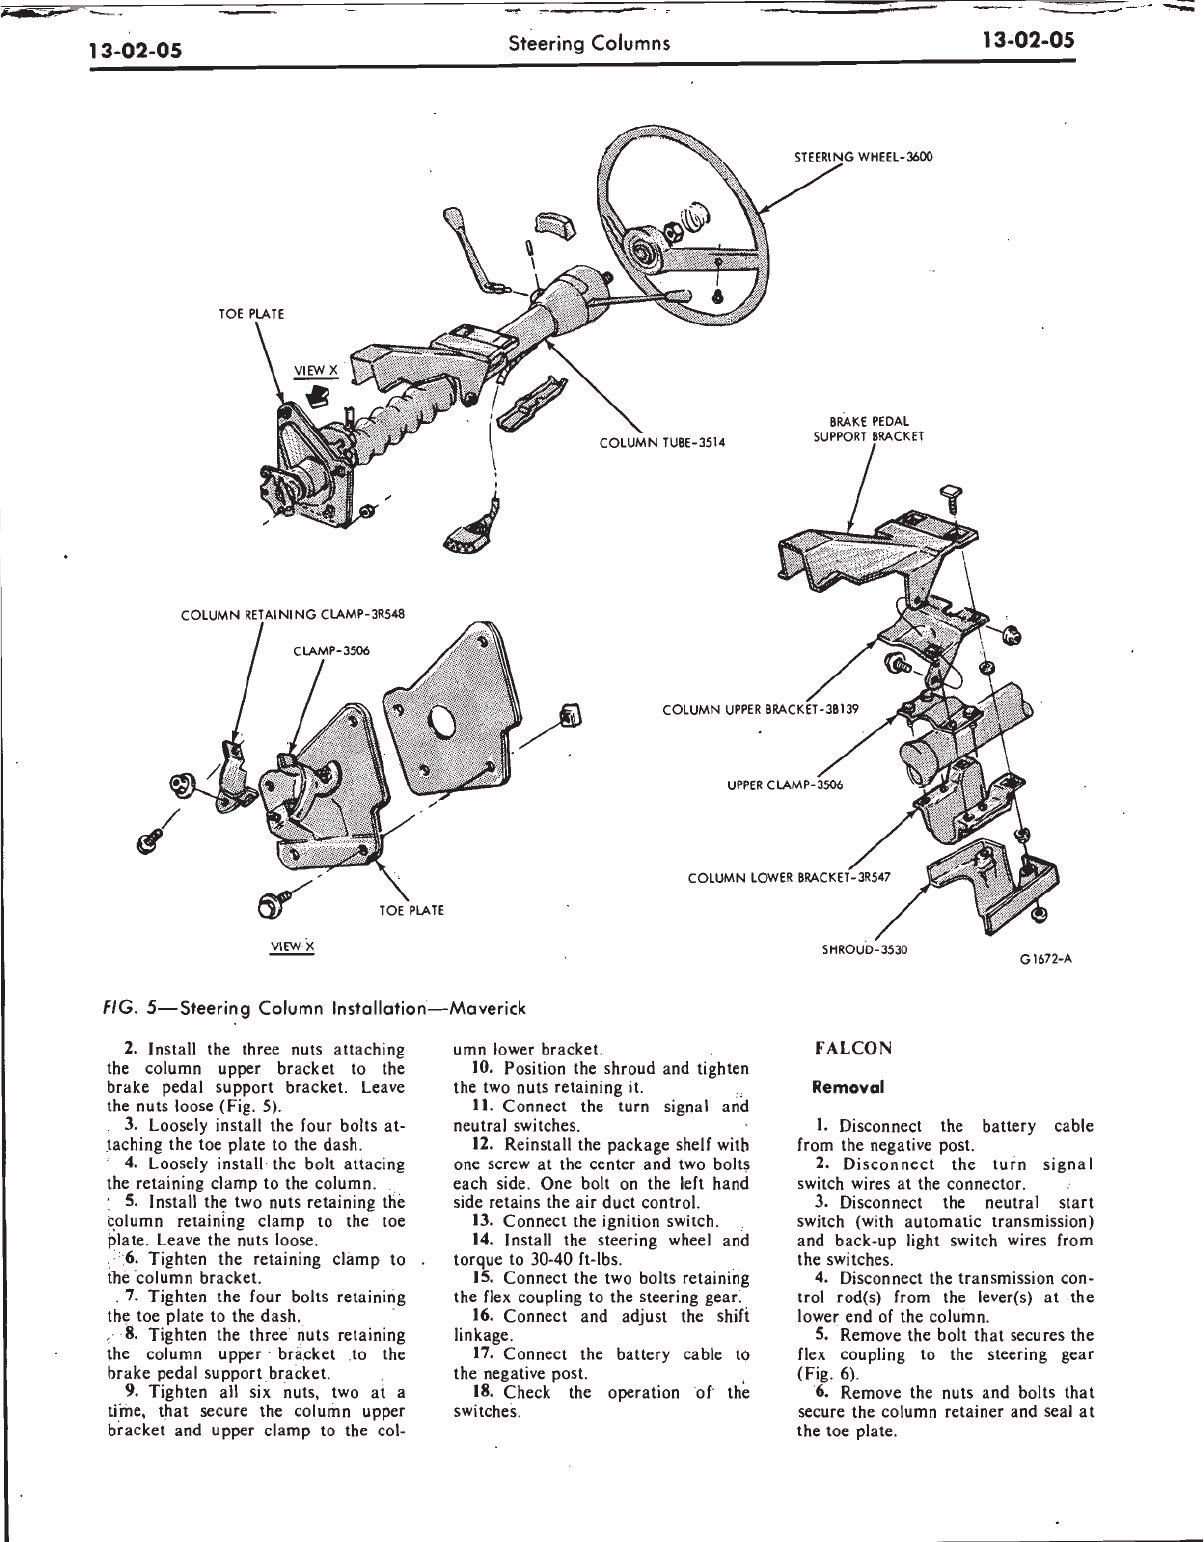 13-02-05
Steering Columns
13-02-05
STEERING WHEEL-3600
TOE PLATE
VIEW X
COLUMN TUBE-3514
BRAKE PEDAL
SUPPORT BRACKET
COLUMN RETAINING CLAMP-3R548
CLAMP-3506
COLUMN UPPER BRACKET-3B139
UPPER CLAMP-3506
COLUMN LOWER BRACKET-3R547
TOE PLATE
VIEW X
SHROUD-3530
G1672-A
FIG. 5—Steering Column Installation—Maverick
2. Install the three nuts attaching
the column upper bracket to the
brake pedal support bracket. Leave
the nuts loose (Fig. 5).
3. Loosely install the four bolts at-
taching the toe plate to the dash.
4. Loosely install the bolt attacing
the retaining clamp to the column.
5. Install the two nuts retaining the
column retaining clamp to the toe
plate. Leave the nuts loose.
6. Tighten the retaining clamp to
the column bracket.
7. Tighten the four bolts retaining
the toe plate to the dash.
8. Tighten the three nuts retaining
the column upper bracket to the
brake pedal support bracket.
9. Tighten all six nuts, two at a
time, that secure the column upper
bracket and upper clamp to the col-
umn lower bracket.
10. Position the shroud and tighten
the two nuts retaining it.
11. Connect the turn signal and
neutral switches.
12. Reinstall the package shelf with
one screw at the center and two bolts
each side. One bolt on the left hand
side retains the air duct control.
13. Connect the ignition switch.
14. Install the steering wheel and
torque to 30-40 ft-lbs.
15. Connect the two bolts retaining
the flex coupling to the steering gear.
16. Connect and adjust the shift
linkage.
17. Connect the battery cable to
the negative post.
18. Check the operation of the
switches.
FALCON
Removal
1. Disconnect the battery cable
from the negative post.
2. Disconnect the turn signal
switch wires at the connector.
3. Disconnect the neutral start
switch (with automatic transmission)
and back-up light switch wires from
the switches.
4. Disconnect the transmission con-
trol rod(s) from the lever(s) at the
lower end of the column.
5. Remove the bolt that secures the
flex coupling to the steering gear
(Fig. 6).
6. Remove the nuts and bolts that
secure the column retainer and seal at
the toe plate.